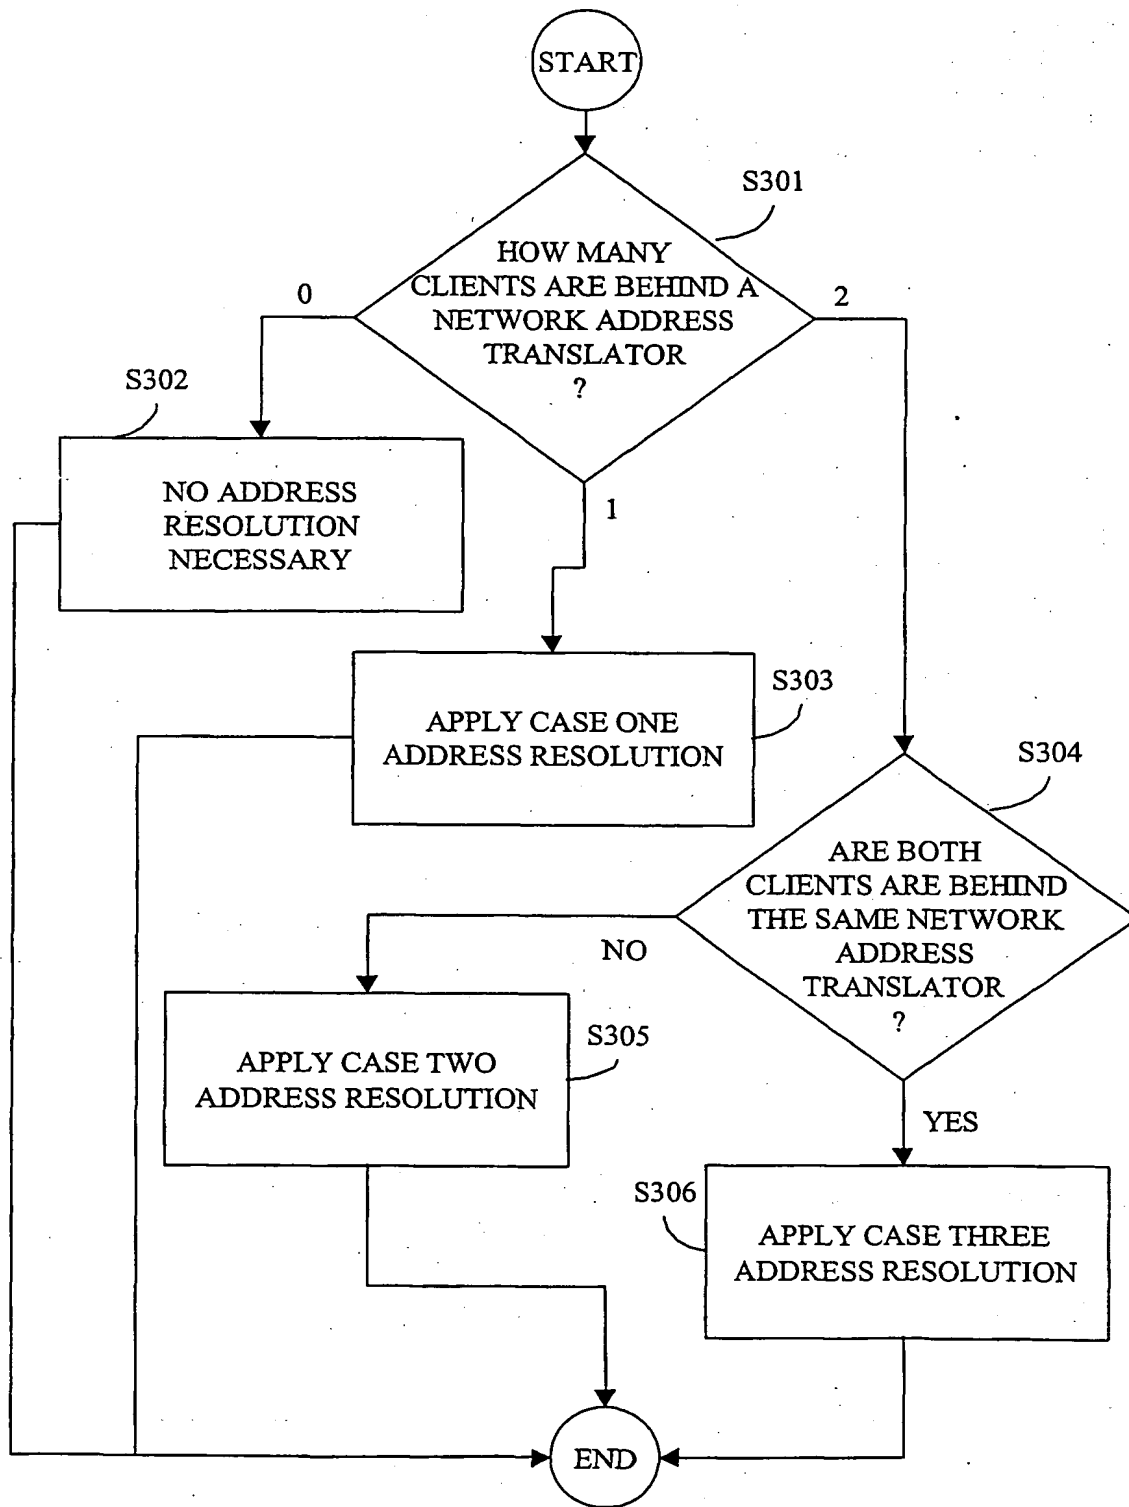 START
S301
HOW MANY
CLIENTS ARE BEHIND A
NETWORK ADDRESS
TRANSLATOR
?
0
2
1
S302
NO ADDRESS
RESOLUTION
NECESSARY
S303
APPLY CASE ONE
ADDRESS RESOLUTION
S304
ARE BOTH
CLIENTS ARE BEHIND
THE SAME NETWORK
ADDRESS
TRANSLATOR
?
NO
YES
S305
APPLY CASE TWO
ADDRESS RESOLUTION
S306
APPLY CASE THREE
ADDRESS RESOLUTION
END